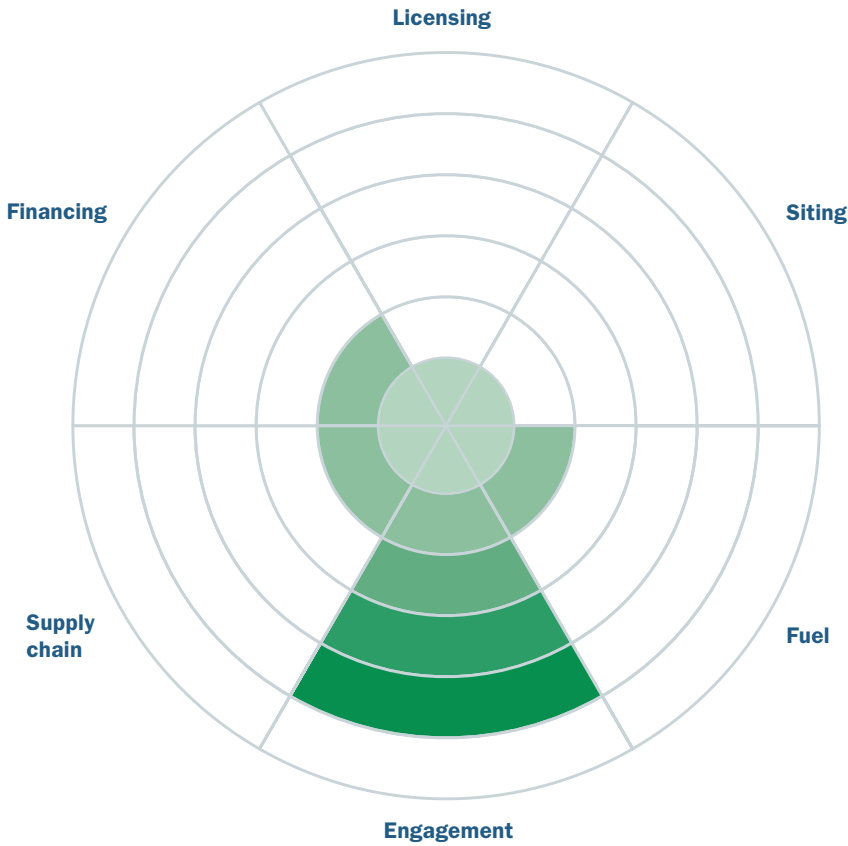 Licensing
Financing
Siting
Supply
chain
Fuel
Engagement